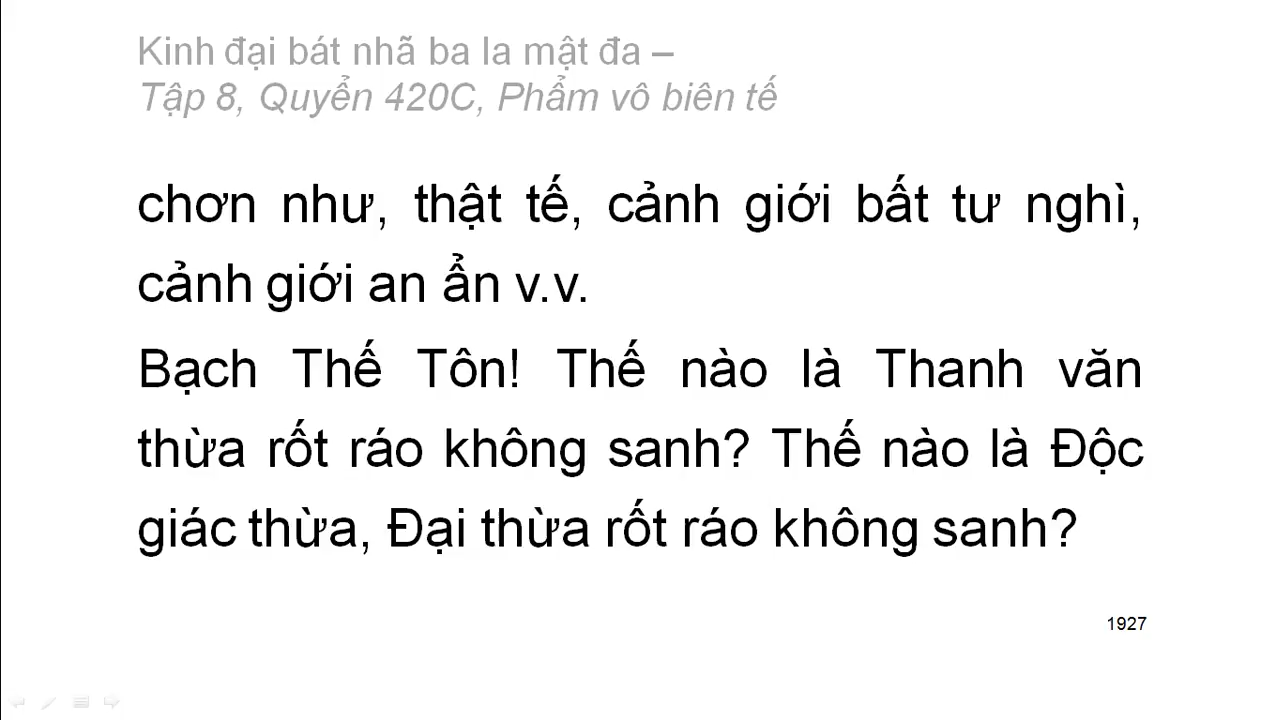 Kinh đại bát nhã ba la mật đa –
Tập 8, Quyển 420C, Phẩm vô biên tế
chơn như, thật tế, cảnh giới bất tư nghì,
cảnh giới an ẩn v.v.
Bạch Thế Tôn! Thế nào là Thanh văn
thừa rốt ráo không sanh? Thế nào là Độc
giác thừa, Đại thừa rốt ráo không sanh?
1927